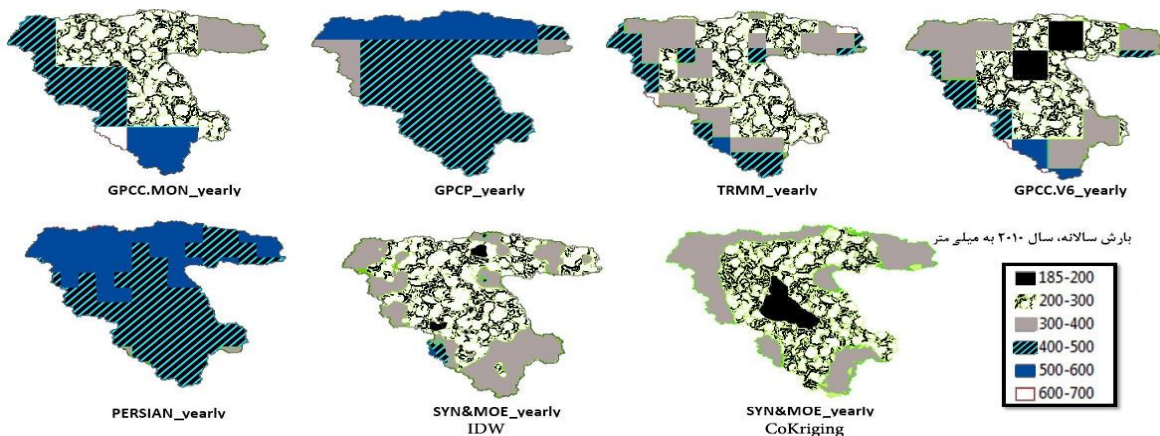 GPCC.MON_yearly
GPCP_yearly
TRMM_yearly
GPCC.V6_yearly
PERSIAN_yearly
SYN&MOE_yearly
IDW
SYN&MOE_yearly
CoKriging
بارش سالانه، سال ۲۰۱۰ به میلی متر
185-200
200-300
300-400
400-500
500-600
600-700